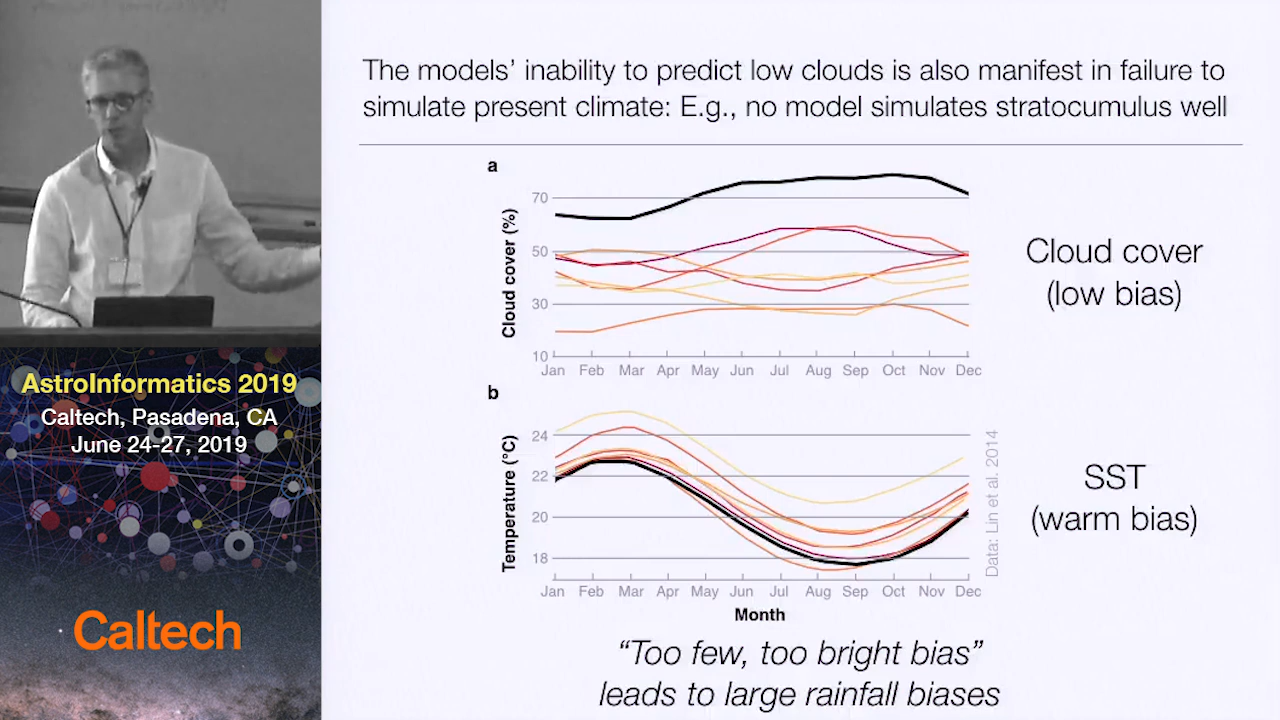 The models’ inability to predict low clouds is also manifest in failure to
simulate present climate: E.g., no model simulates stratocumulus well
a
70
50
30
10
Cloud cover (%)
Jan Feb Mar Apr May Jun Jul Aug Sep Oct Nov Dec
Cloud cover
(low bias)
b
24
22
20
18
Temperature (°C)
Jan Feb Mar Apr May Jun Jul Aug Sep Oct Nov Dec
Month
Data: Lin et al. 2014
SST
(warm bias)
“Too few, too bright bias”
leads to large rainfall biases
AstroInformatics 2019
Caltech, Pasadena, CA
June 24-27, 2019
Caltech